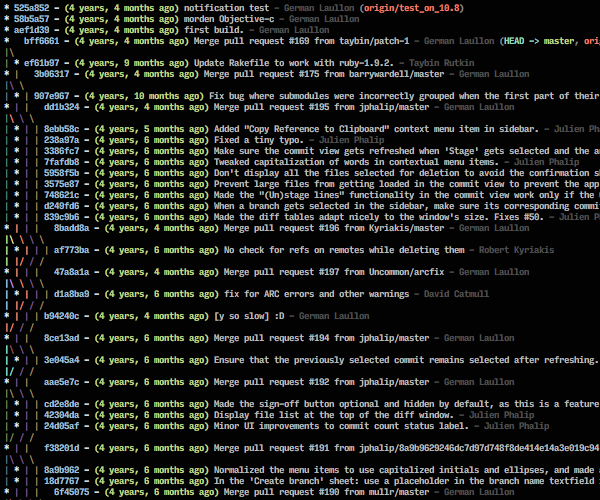 * 525a852 - (4 years, 4 months ago) notification test - German Laullon (origin/test_on_10.8)
* 58b5a57 - (4 years, 4 months ago) morden Objective-c - German Laullon
* aef1d39 - (4 years, 4 months ago) first build. - German Laullon
* bff6661 - (4 years, 4 months ago) Merge pull request #169 from taybin/patch-1 - German Laullon (HEAD -> master, ori
|\
| * ef61b97 - (4 years, 9 months ago) Update Rakefile to work with ruby-1.9.2. - Taybin Rutkin
* | 3b06317 - (4 years, 4 months ago) Merge pull request #175 from barrywardell/master - German Laullon
|\ \
| * | 907e967 - (4 years, 10 months ago) Fix bug where submodules were incorrectly grouped when the first part of their
* | | dd1b324 - (4 years, 4 months ago) Merge pull request #195 from jphalip/master - German Laullon
|\ \ \
| * | | 8ebb58c - (4 years, 5 months ago) Added "Copy Reference to Clipboard" context menu item in sidebar. - Julien Phalip
| * | | 238a97a - (4 years, 6 months ago) Fixed a tiny typo. - Julien Phalip
| * | | 3386fc7 - (4 years, 6 months ago) Make sure the commit view gets refreshed when 'Stage' gets selected and the am
| * | | 7fafdb8 - (4 years, 6 months ago) Tweaked capitalization of words in contextual menu items. - Julien Phalip
| * | | 5958f5b - (4 years, 6 months ago) Don't display all the files selected for deletion to avoid the confirmation sh
| * | | 3575e87 - (4 years, 6 months ago) Prevent large files from getting loaded in the commit view to prevent the app
| * | | 748621c - (4 years, 6 months ago) Made the "(Un)stage lines" functionality in the commit view work only if the
| * | | d249fd6 - (4 years, 6 months ago) When a branch gets selected in the sidebar, make sure its corresponding commit
| * | | 839c9b6 - (4 years, 6 months ago) Made the diff tables adapt nicely to the window's size. Fixes #50. - Julien P
* | | | 8badd8a - (4 years, 4 months ago) Merge pull request #196 from Kyriakis/master - German Laullon
|\ \ \ \
| * | | | af773ba - (4 years, 6 months ago) No check for refs on remotes while deleting them - Robert Kyriakis
| |/ / /
* | | | 47a8a1a - (4 years, 4 months ago) Merge pull request #197 from Uncommon/arcfix - German Laullon
|\ \ \ \
| * | | | d1a8ba9 - (4 years, 6 months ago) fix for ARC errors and other warnings - David Catmull
| |/ / /
* | | | b94240c - (4 years, 4 months ago) [y so slow] :D - German Laullon
|/ / /
* | | 8ce13ad - (4 years, 6 months ago) Merge pull request #194 from jphalip/master - German Laullon
|\ \ \
| * | | 3e045a4 - (4 years, 6 months ago) Ensure that the previously selected commit remains selected after refreshing.
|/ / /
* | | aae5e7c - (4 years, 6 months ago) Merge pull request #192 from jphalip/master - German Laullon
|\ \ \
| * | | cd2e8de - (4 years, 6 months ago) Made the sign-off button optional and hidden by default, as this is a feature
| * | | 42304da - (4 years, 6 months ago) Display file list at the top of the diff window. - Julien Phalip
| * | | 24d05af - (4 years, 6 months ago) Minor UI improvements to commit count status label. - Julien Phalip
|/ / /
* | | f38201d - (4 years, 6 months ago) Merge pull request #191 from jphalip/8a9b9629246dc7d97d748f8de414e14a3e019c94
|\ \ \
| * | | 8a9b962 - (4 years, 6 months ago) Normalized the menu items to use capitalized initials and ellipses, and made a
| * | | 18d7767 - (4 years, 6 months ago) In the 'Create branch' sheet: use a placeholder in the branch name textfield i
* | | | 6f45075 - (4 years, 6 months ago) Merge pull request #190 from mullr/master - German Laullon